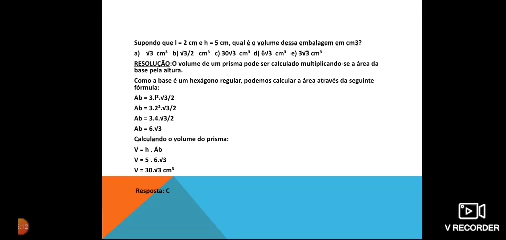 Supondo que l = 2 cm e h = 5 cm, qual é o volume dessa embalagem em cm3?
a) √3 cm³ b) √3/2 cm³ c) 30√3 cm³ d) 6√3 cm³ e) 3√3 cm³
RESOLUÇÃO:O volume de um prisma pode ser calculado multiplicando-se a área da
base pela altura.
Como a base é um hexágono regular, podemos calcular a área através da seguinte
fórmula:
Ab = 3.l².√3/2
Ab = 3.2².√3/2
Ab = 3.4.√3/2
Ab = 6.√3
Calculando o volume do prisma:
V = h . Ab
V = 5 . 6.√3
V = 30.√3 cm³
Resposta: C
V RECORDER